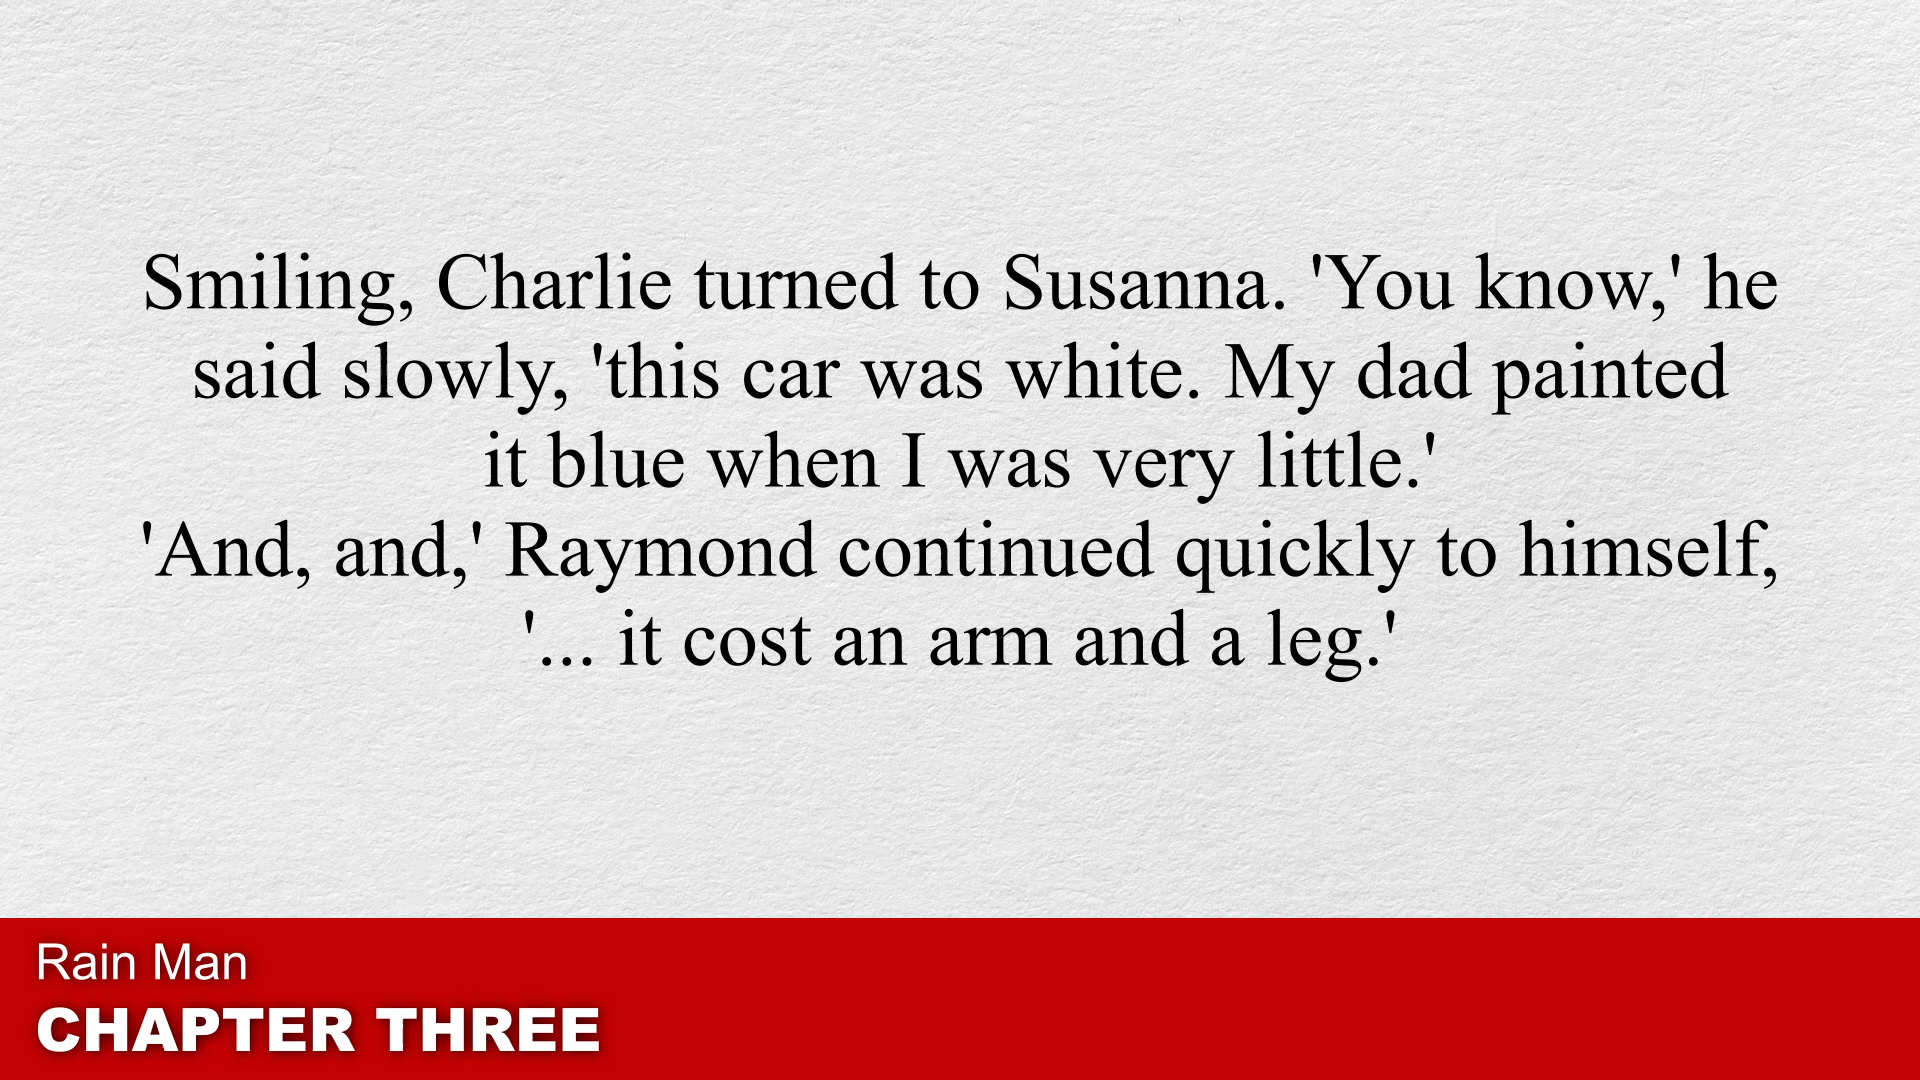 Smiling, Charlie turned to Susanna. 'You know,' he
said slowly, 'this car was white. My dad painted
it blue when I was very little.'
'And, and,' Raymond continued quickly to himself,
'... it cost an arm and a leg.'
Rain Man
CHAPTER THREE